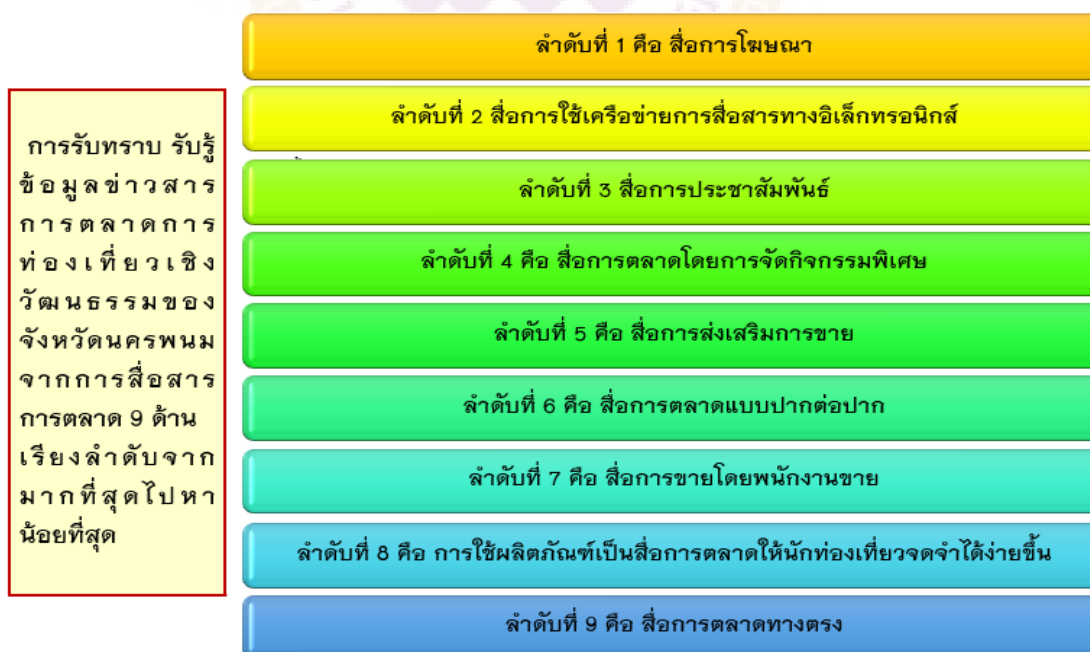 การรับทราบ รับรู้
ข้อมูลข่าวสาร
การตลาดการ
ท่องเที่ยวเชิง
วัฒนธรรมของ
จังหวัดนครพนม
จากการสื่อสาร
การตลาด 9 ด้าน
เรียงลำดับจาก
มากที่สุดไปหา
น้อยที่สุด
ลำดับที่ 1 คือ สื่อการโฆษณา
ลำดับที่ 2 สื่อการใช้เครือข่ายการสื่อสารทางอิเล็กทรอนิกส์
ลำดับที่ 3 สื่อการประชาสัมพันธ์
ลำดับที่ 4 คือ สื่อการตลาดโดยการจัดกิจกรรมพิเศษ
ลำดับที่ 5 คือ สื่อการส่งเสริมการขาย
ลำดับที่ 6 คือ สื่อการตลาดแบบปากต่อปาก
ลำดับที่ 7 คือ สื่อการขายโดยพนักงานขาย
ลำดับที่ 8 คือ การใช้ผลิตภัณฑ์เป็นสื่อการตลาดให้นักท่องเที่ยวจดจำได้ง่ายขึ้น
ลำดับที่ 9 คือ สื่อการตลาดทางตรง